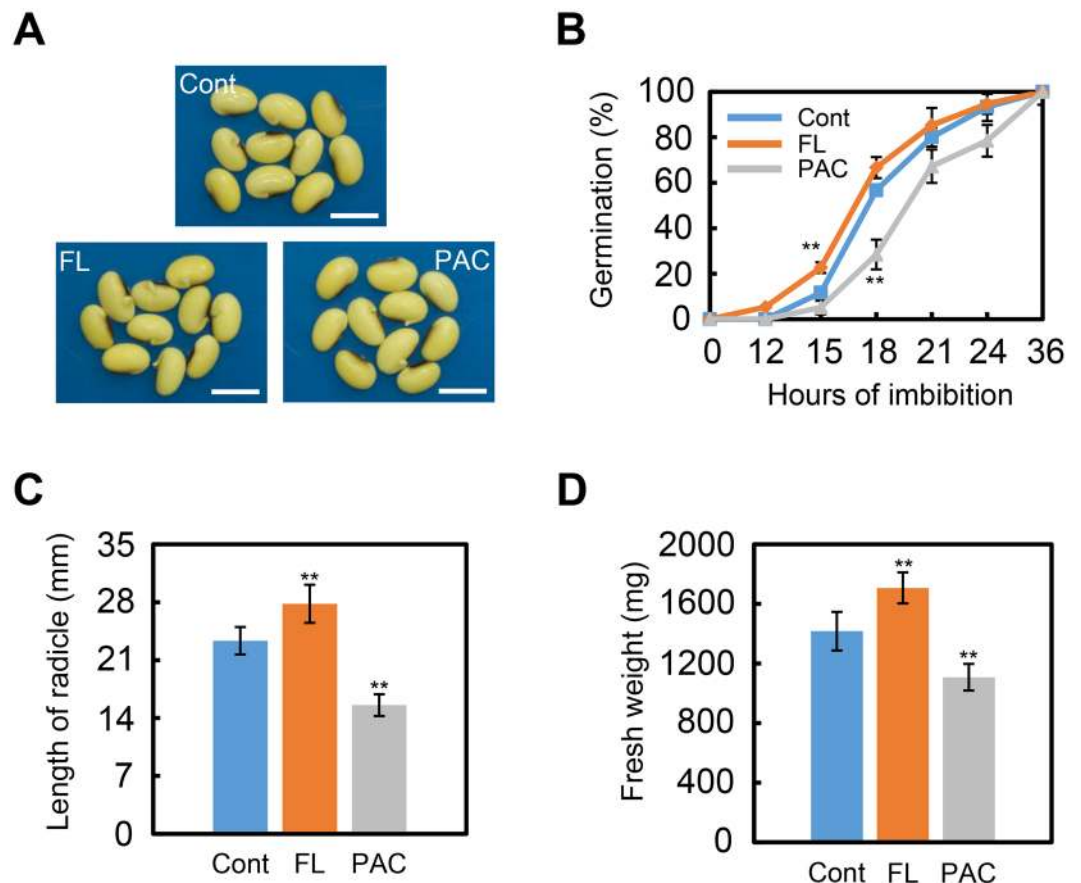 A
Cont
FL
PAC
B
Germination (%)
100
80
60
40
20
0
Cont
FL
PAC
**
**
0 12 15 18 21 24 36
Hours of imbibition
C
Length of radicle (mm)
35
28
21
14
7
0
**
**
Cont FL PAC
D
Fresh weight (mg)
2000
1600
1200
800
400
0
**
**
Cont FL PAC